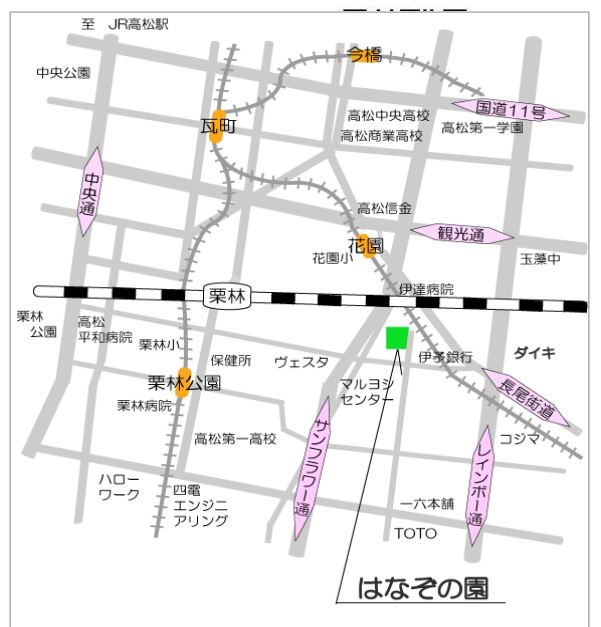 至 JR高松駅
中央公園
今橋
国道11号
高松中央高校
高松商業高校
高松第一学園
瓦町
中央通
高松信金
観光通
花園
花園小
玉藻中
伊達病院
栗林
栗林
公園
高松
平和病院
栗林小
保健所
ヴェスタ
伊予銀行
ダイキ
マルヨシ
センター
栗林公園
栗林病院
長尾街道
サンフラワー通
高松第一高校
コジマ
レインボー通
ハロー
ワーク
四電
エンジニ
アリング
一六本舗
TOTO
はなぞの園